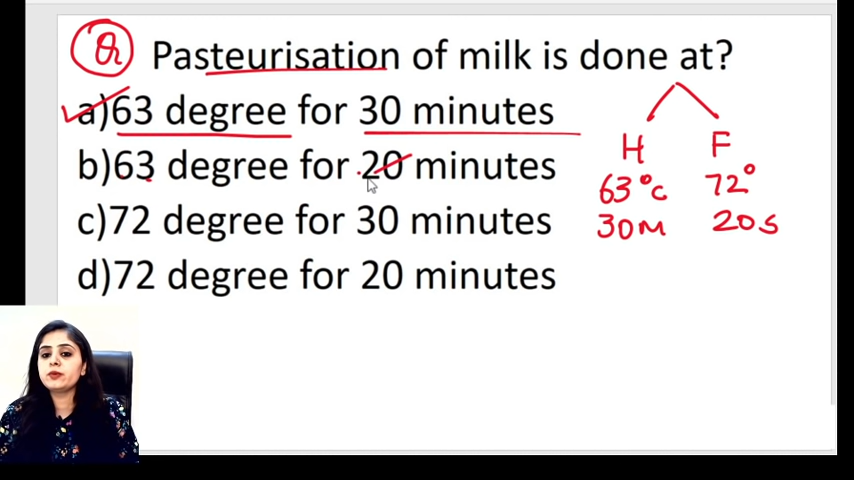 Qr Pasteurisation of milk is done at?
a)63 degree for 30 minutes
b)63 degree for 20 minutes
c)72 degree for 30 minutes
d)72 degree for 20 minutes
H F
63°C 72°
30M 20S